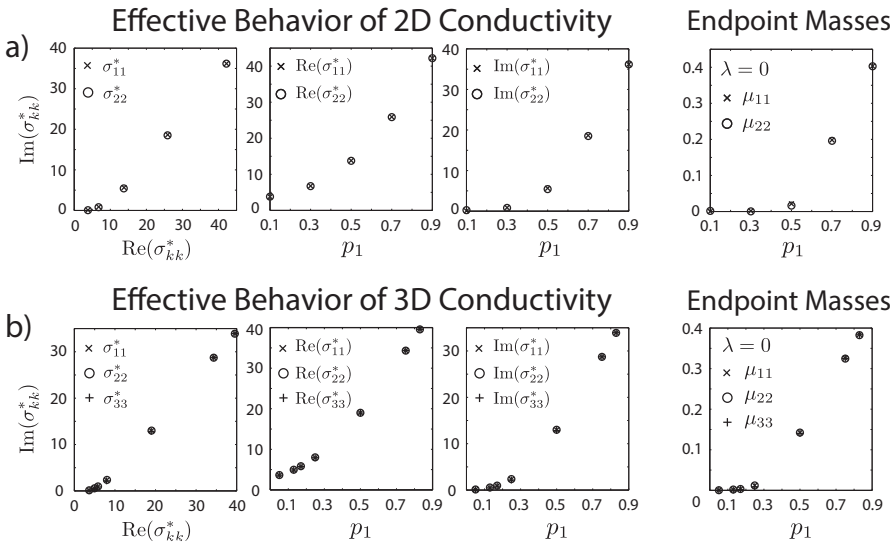 Effective Behavior of 2D Conductivity
Endpoint Masses
a)
40
30
20
10
0
Im(σ*kk)
× σ*11
○ σ*22
0 10 20 30 40
Re(σ*kk)
40
30
20
10
× Re(σ*11)
○ Re(σ*22)
0.1 0.3 0.5 0.7 0.9
p1
40
30
20
10
0
× Im(σ*11)
○ Im(σ*22)
0.1 0.3 0.5 0.7 0.9
p1
0.4
0.3
0.2
0.1
0
λ = 0
× μ11
○ μ22
0.1 0.3 0.5 0.7 0.9
p1
Effective Behavior of 3D Conductivity
Endpoint Masses
b)
30
20
10
0
Im(σ*kk)
× σ*11
○ σ*22
+ σ*33
0 10 20 30 40
Re(σ*kk)
40
30
20
10
0
× Re(σ*11)
○ Re(σ*22)
+ Re(σ*33)
0.1 0.3 0.5 0.7 0.9
p1
30
20
10
0
× Im(σ*11)
○ Im(σ*22)
+ Im(σ*33)
0.1 0.3 0.5 0.7 0.9
p1
0.4
0.3
0.2
0.1
0
λ = 0
× μ11
○ μ22
+ μ33
0.1 0.3 0.5 0.7 0.9
p1